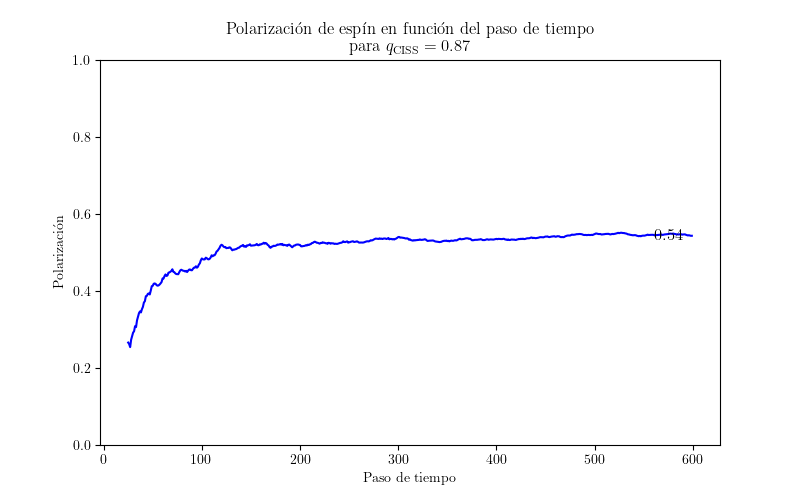 Polarización de espín en función del paso de tiempo
para q_CISS = 0.87
1.0
0.8
0.6
0.4
0.2
0.0
Polarización
0.54
0 100 200 300 400 500 600
Paso de tiempo